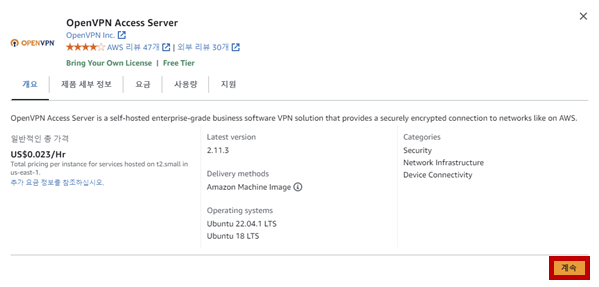 OpenVPN Access Server
OPENVPN
OpenVPN Inc.
AWS 리뷰 47개 | 외부 리뷰 30개
Bring Your Own License | Free Tier
개요 제품 세부 정보 요금 사용량 지원
OpenVPN Access Server is a self-hosted enterprise-grade business software VPN solution that provides a securely encrypted connection to networks like on AWS.
일반적인 총 가격
US$0.023/Hr
Total pricing per instance for services hosted on t2.small in
us-east-1.
추가 요금 정보를 참조하십시오.
Latest version
2.11.3
Delivery methods
Amazon Machine Image
Operating systems
Ubuntu 22.04.1 LTS
Ubuntu 18 LTS
Categories
Security
Network Infrastructure
Device Connectivity
계속